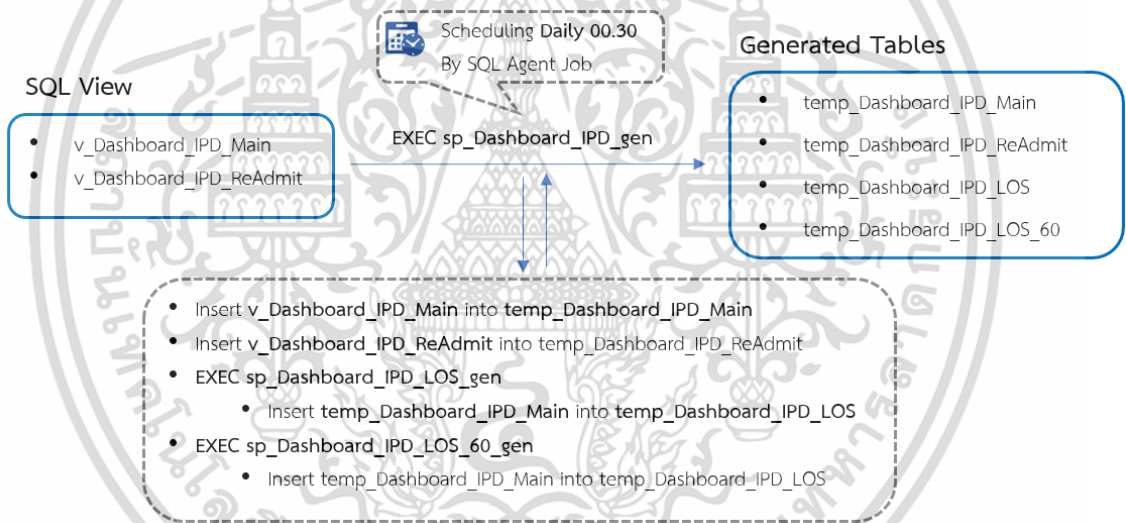 Scheduling Daily 00.30
By SQL Agent Job
Generated Tables
SQL View
• v_Dashboard_IPD_Main
• v_Dashboard_IPD_ReAdmit
EXEC sp_Dashboard_IPD_gen
• temp_Dashboard_IPD_Main
• temp_Dashboard_IPD_ReAdmit
• temp_Dashboard_IPD_LOS
• temp_Dashboard_IPD_LOS_60
• Insert v_Dashboard_IPD_Main into temp_Dashboard_IPD_Main
• Insert v_Dashboard_IPD_ReAdmit into temp_Dashboard_IPD_ReAdmit
• EXEC sp_Dashboard_IPD_LOS_gen
• Insert temp_Dashboard_IPD_Main into temp_Dashboard_IPD_LOS
• EXEC sp_Dashboard_IPD_LOS_60_gen
• Insert temp_Dashboard_IPD_Main into temp_Dashboard_IPD_LOS